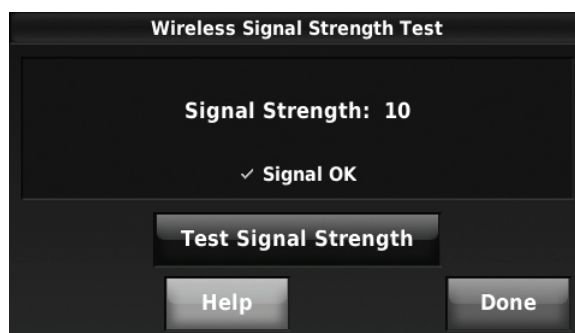 Wireless Signal Strength Test
Signal Strength: 10
✓ Signal OK
Test Signal Strength
Help
Done